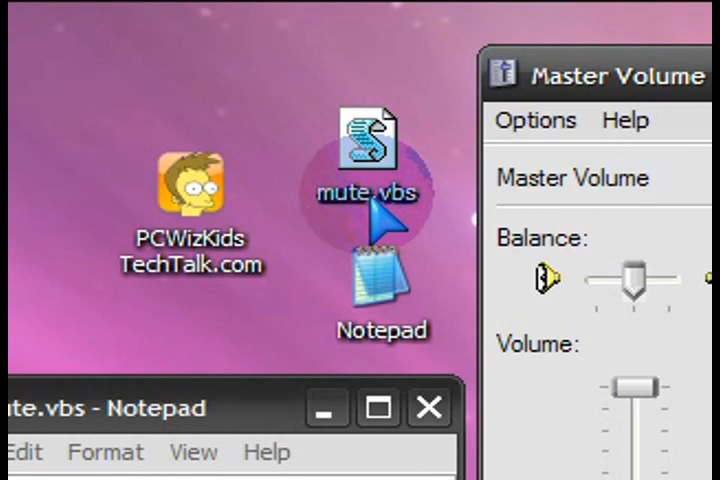 mute.vbs
PCWizKids
TechTalk.com
Notepad
Master Volume
Options Help
Master Volume
Balance:
Volume:
te.vbs - Notepad
Edit Format View Help